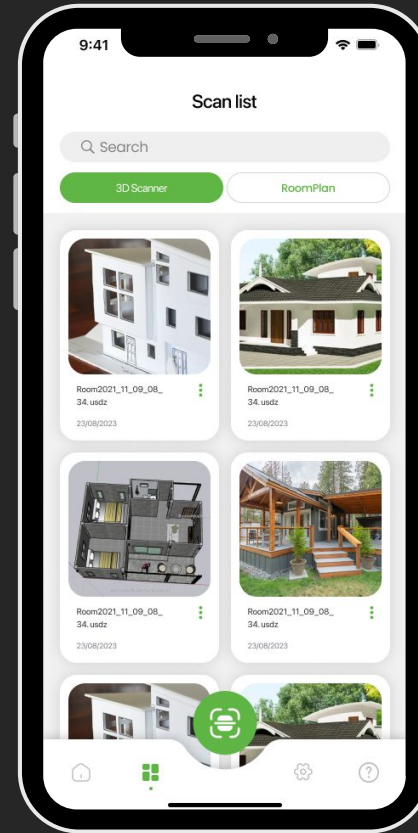 9:41
Scan list
Search
3D Scanner
RoomPlan
Room2021_11_09_08_
34. usdz
23/08/2023
Room2021_11_09_08_
34. usdz
23/08/2023
Room2021_11_09_08_
34. usdz
23/08/2023
Room2021_11_09_08_
34. usdz
23/08/2023